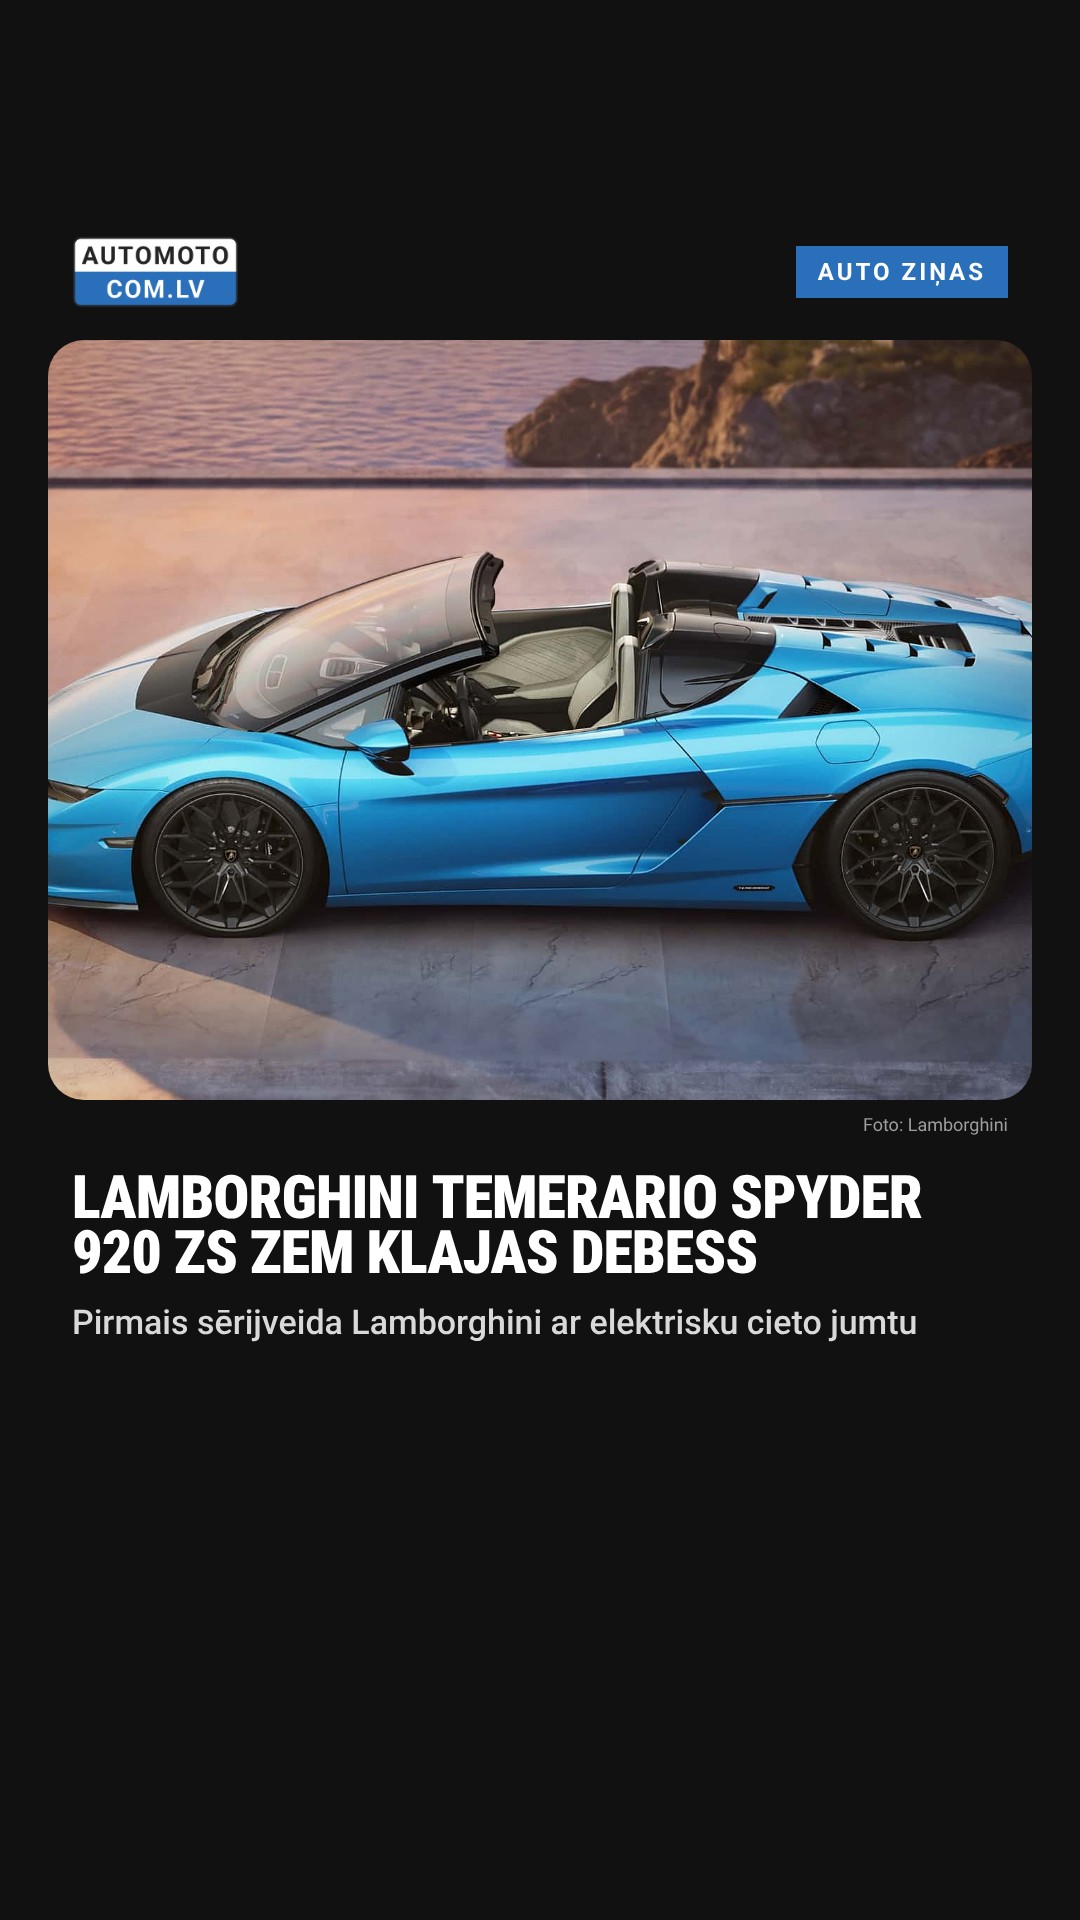 AUTOMOTO
COM.LV
AUTO ZIŅAS
Foto: Lamborghini
LAMBORGHINI TEMERARIO SPYDER
920 ZS ZEM KLAJAS DEBESS
Pirmais sērijveida Lamborghini ar elektrisku cieto jumtu